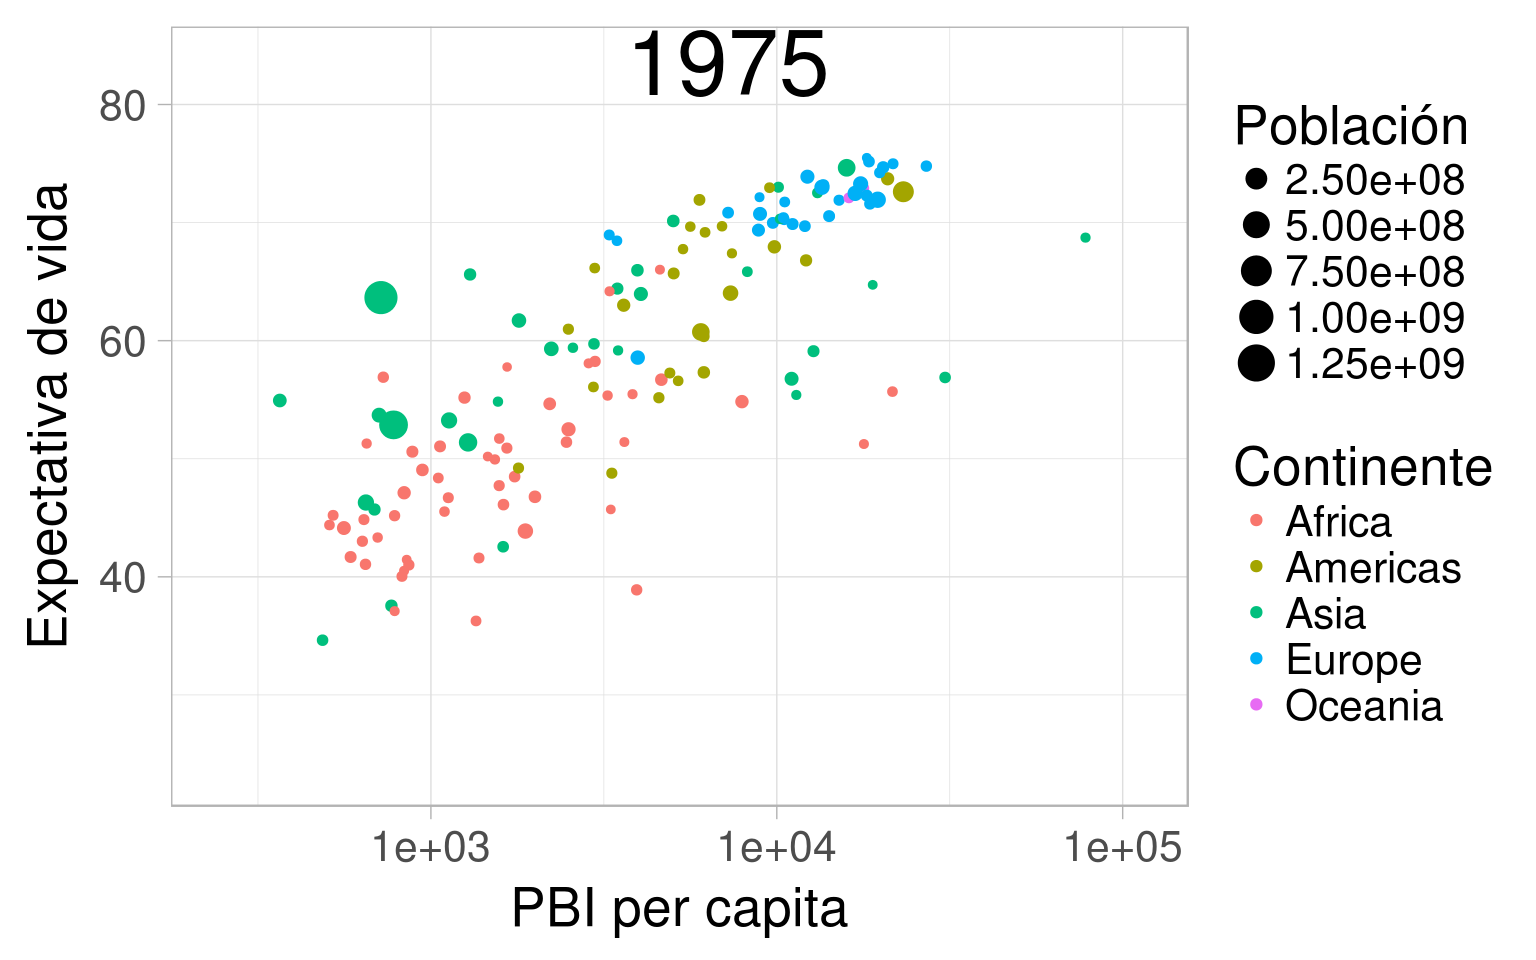 1975
Expectativa de vida
80
60
40
1e+03
1e+04
1e+05
PBI per capita
Población
2.50e+08
5.00e+08
7.50e+08
1.00e+09
1.25e+09
Continente
Africa
Americas
Asia
Europe
Oceania